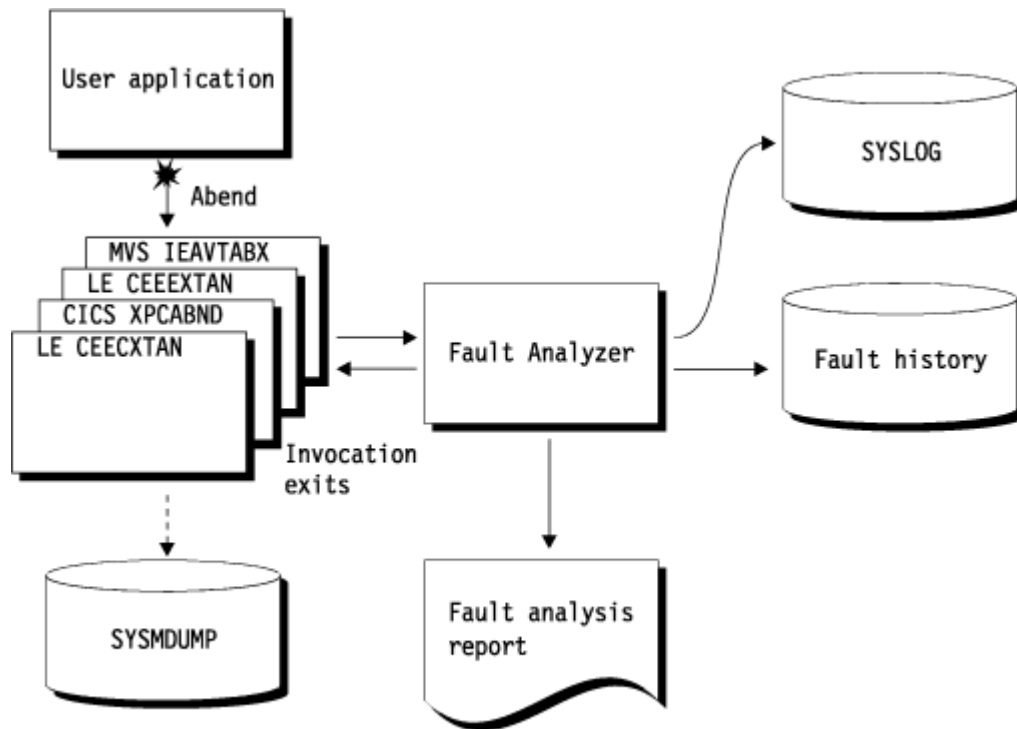 User application
Abend
MVS IEAVTABX
LE CEEEXTAN
CICS XPCABND
LE CEECXTAN
Invocation
exits
SYSMDUMP
Fault Analyzer
Fault analysis
report
SYSLOG
Fault history